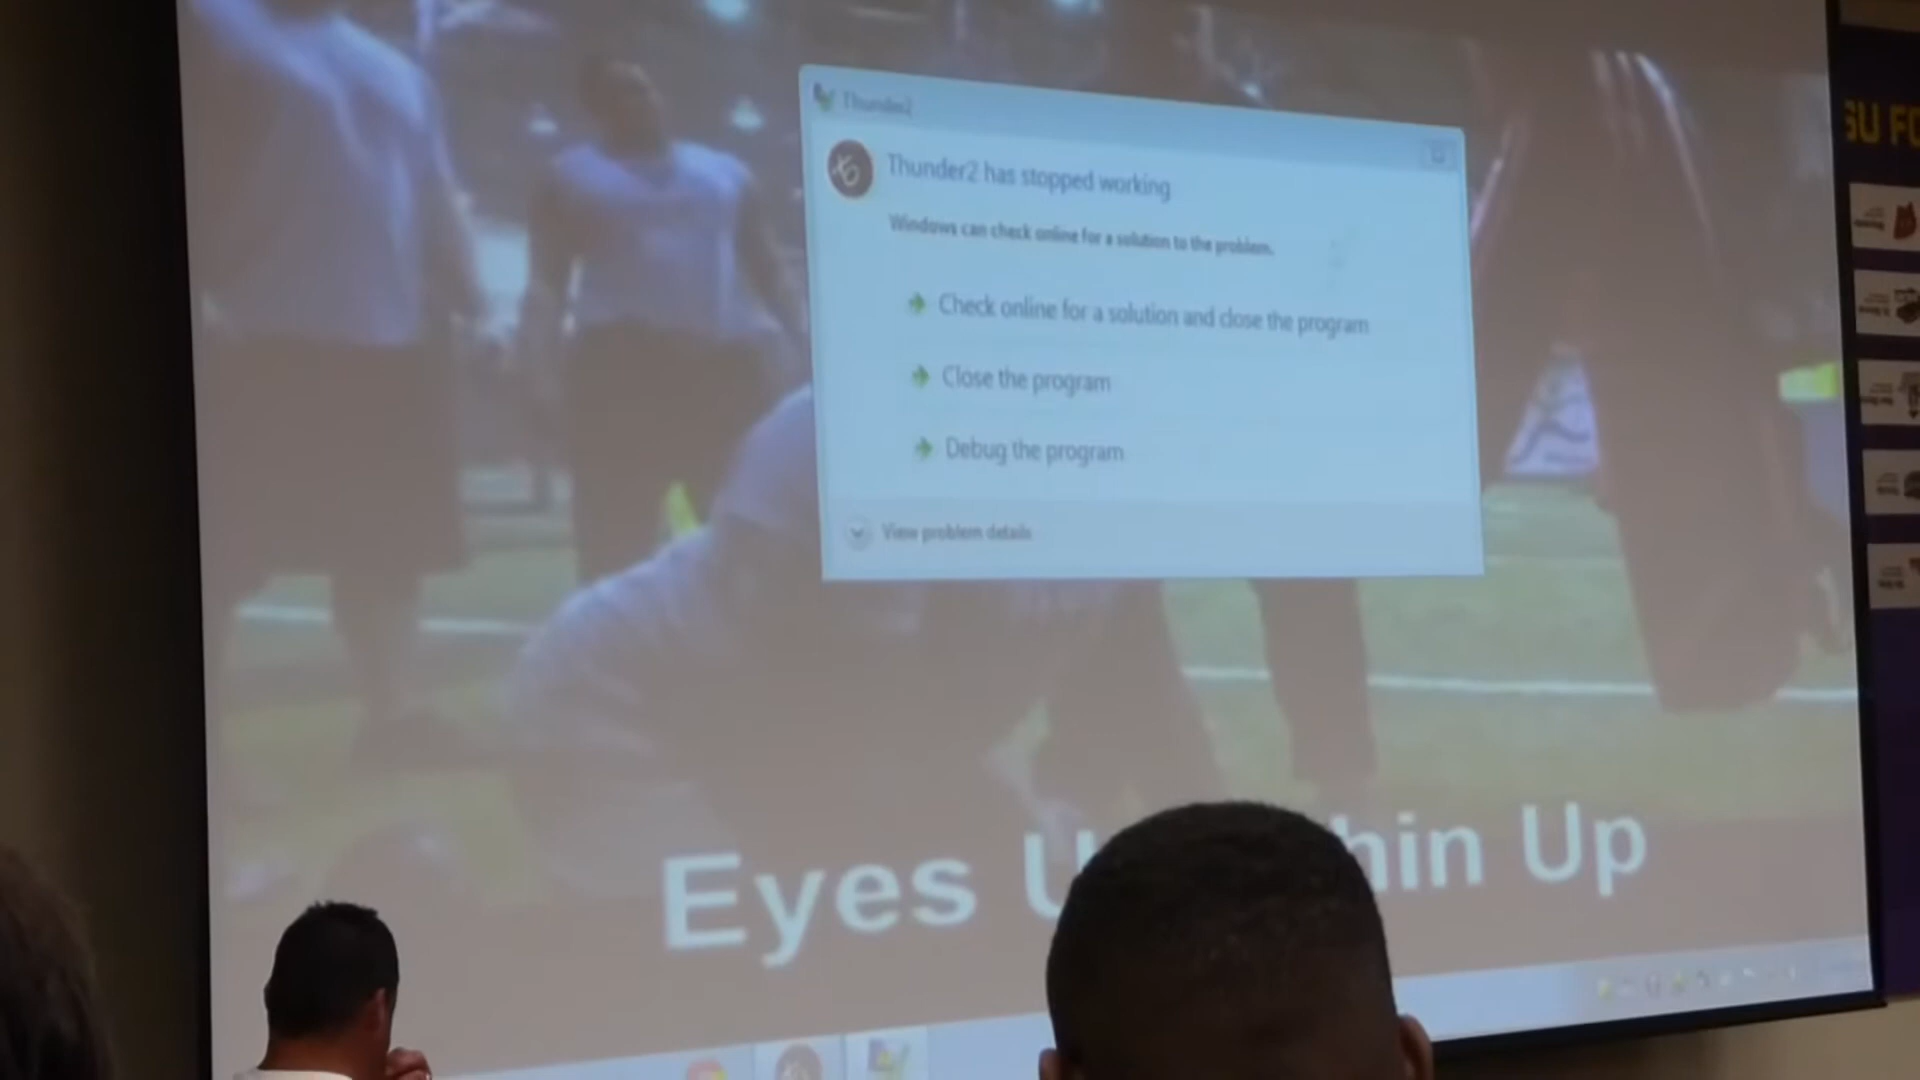 Thunder2
Thunder2 has stopped working
Windows can check online for a solution to the problem.
Check online for a solution and close the program
Close the program
Debug the program
View problem details
Eyes Up